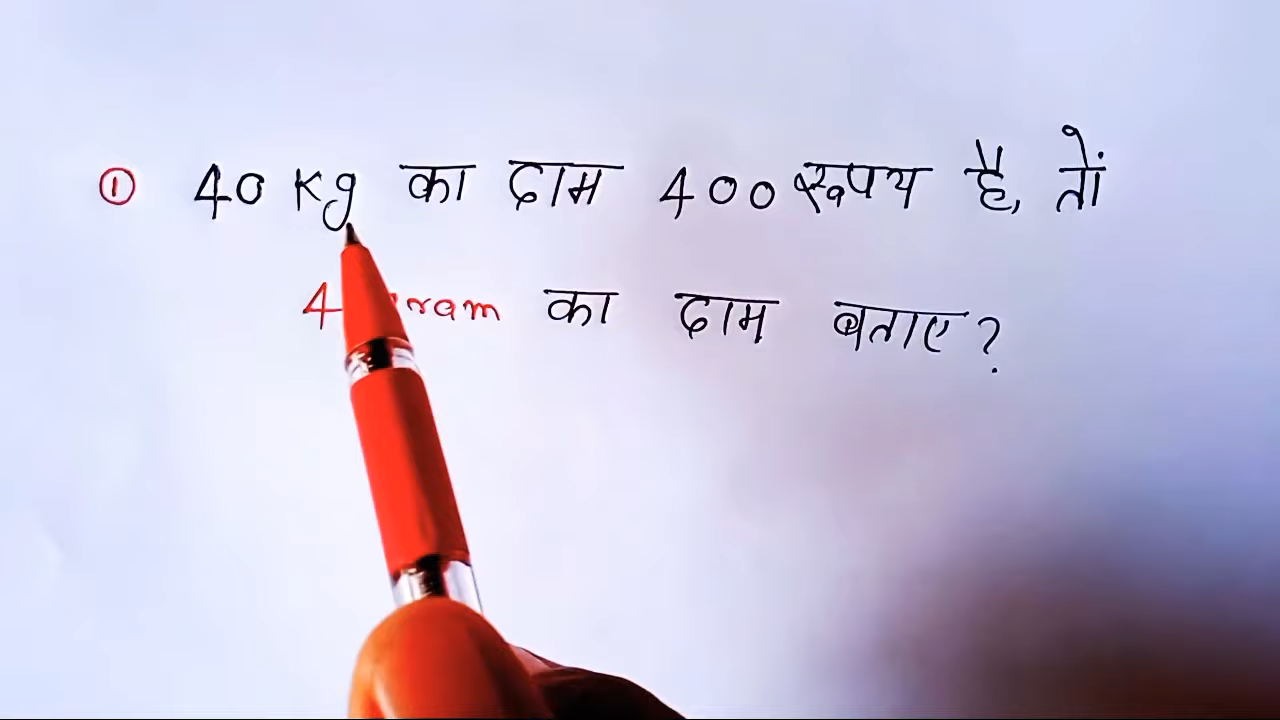 ① 40 Kg का दाम 400 रूपय है, तों
4 का दाम बताए?